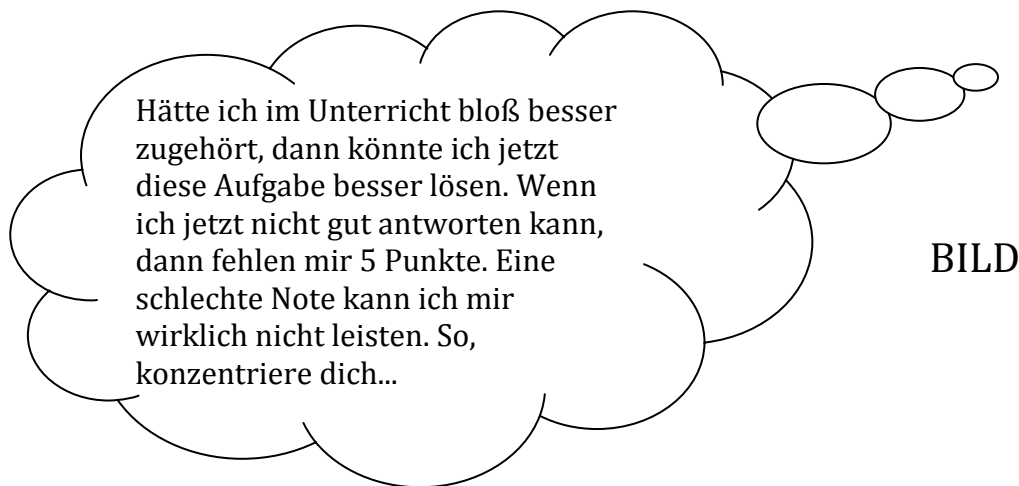 Hätte ich im Unterricht bloß besser
zugehört, dann könnte ich jetzt
diese Aufgabe besser lösen. Wenn
ich jetzt nicht gut antworten kann,
dann fehlen mir 5 Punkte. Eine
schlechte Note kann ich mir
wirklich nicht leisten. So,
konzentriere dich...
BILD